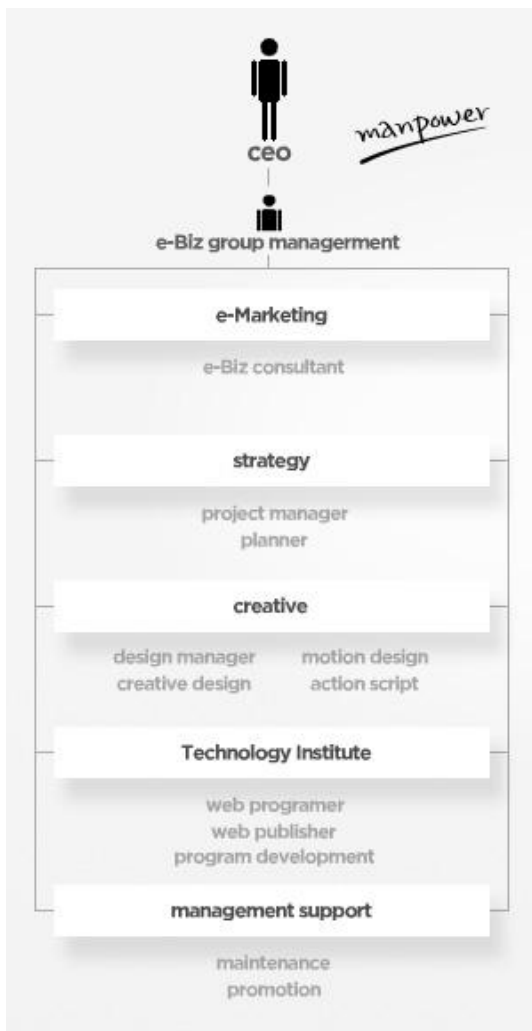 manpower
ceo
e-Biz group managerment
e-Marketing
e-Biz consultant
strategy
project manager
planner
creative
design manager motion design
creative design action script
Technology Institute
web programer
web publisher
program development
management support
maintenance
promotion